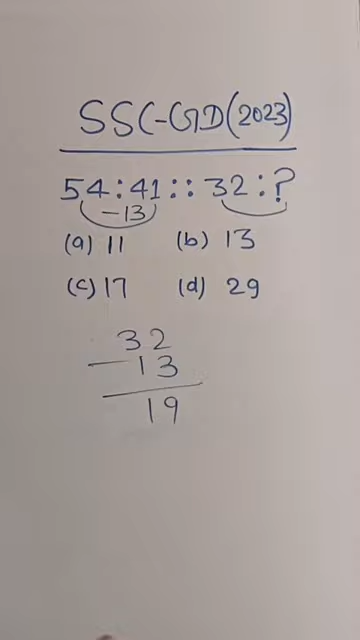 SSC-GD(2023)
54:41::32:?
-13
(a) 11 (b) 13
(c) 17 (d) 29
32
-13
19